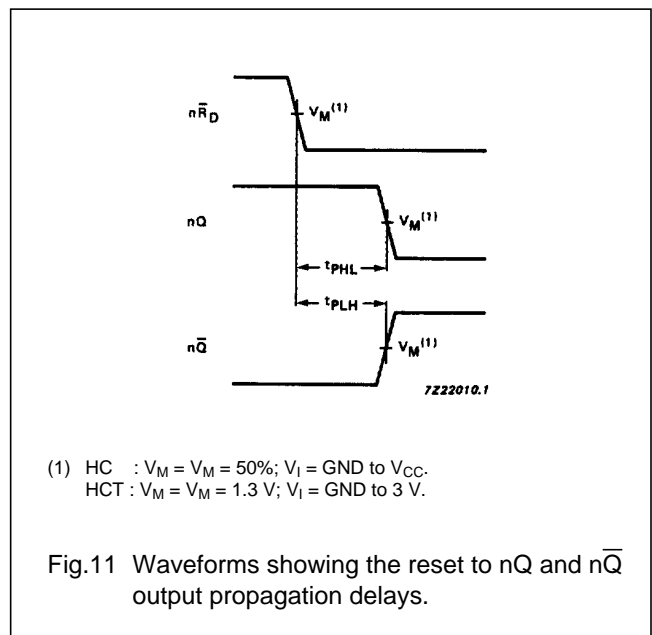 nR̅D VM(1)
nQ VM(1)
tPHL
tPLH
nQ̅ VM(1)
7Z22010.1
(1) HC : VM = VM = 50%; VI = GND to VCC.
HCT : VM = VM = 1.3 V; VI = GND to 3 V.
Fig.11 Waveforms showing the reset to nQ and nQ̅
output propagation delays.